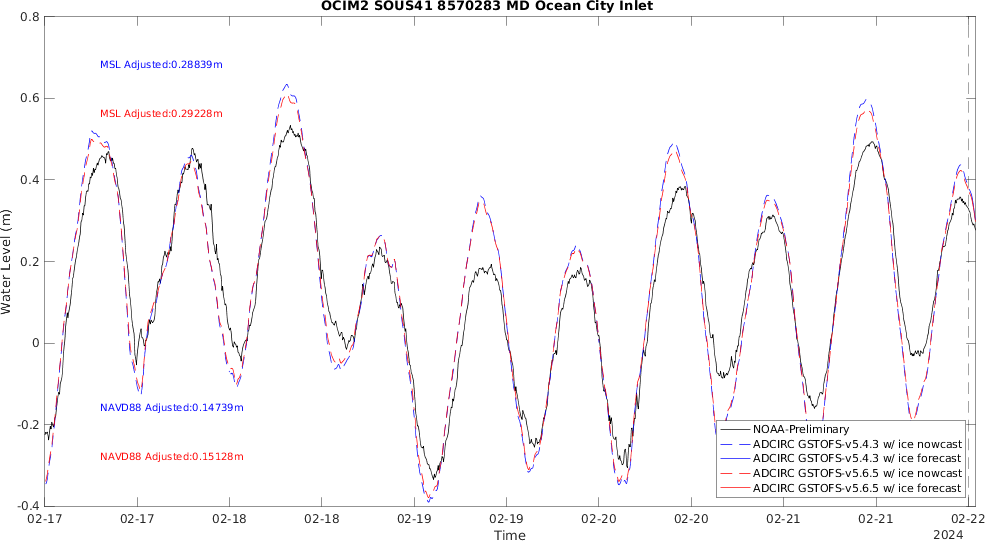 OCIM2 SOUS41 8570283 MD Ocean City Inlet
0.8
0.6
0.4
0.2
0
-0.2
-0.4
Water Level (m)
MSL Adjusted:0.28839m
MSL Adjusted:0.29228m
NAVD88 Adjusted:0.14739m
NAVD88 Adjusted:0.15128m
NOAA-Preliminary
ADCIRC GSTOFS-v5.4.3 w/ ice nowcast
ADCIRC GSTOFS-v5.4.3 w/ ice forecast
ADCIRC GSTOFS-v5.6.5 w/ ice nowcast
ADCIRC GSTOFS-v5.6.5 w/ ice forecast
02-17 02-17 02-18 02-18 02-19 02-19 02-20 02-20 02-21 02-21 02-22
Time
2024